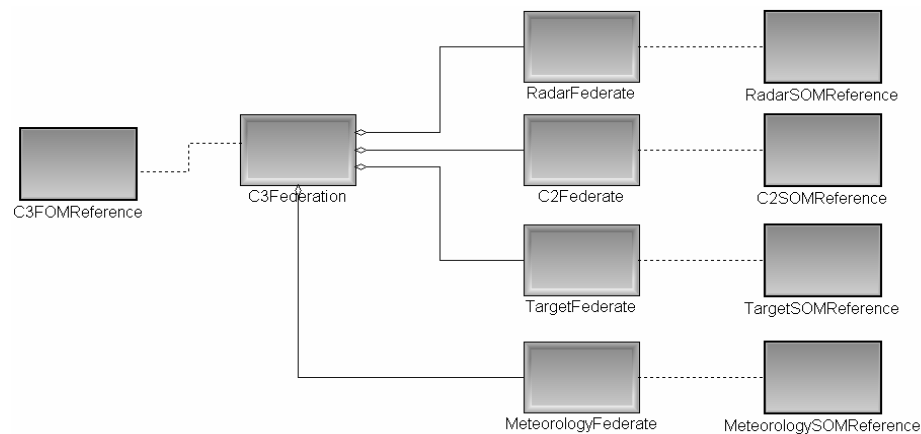 RadarFederate
RadarSOMReference
C3FOMReference
C3Federation
C2Federate
C2SOMReference
TargetFederate
TargetSOMReference
MeteorologyFederate
MeteorologySOMReference